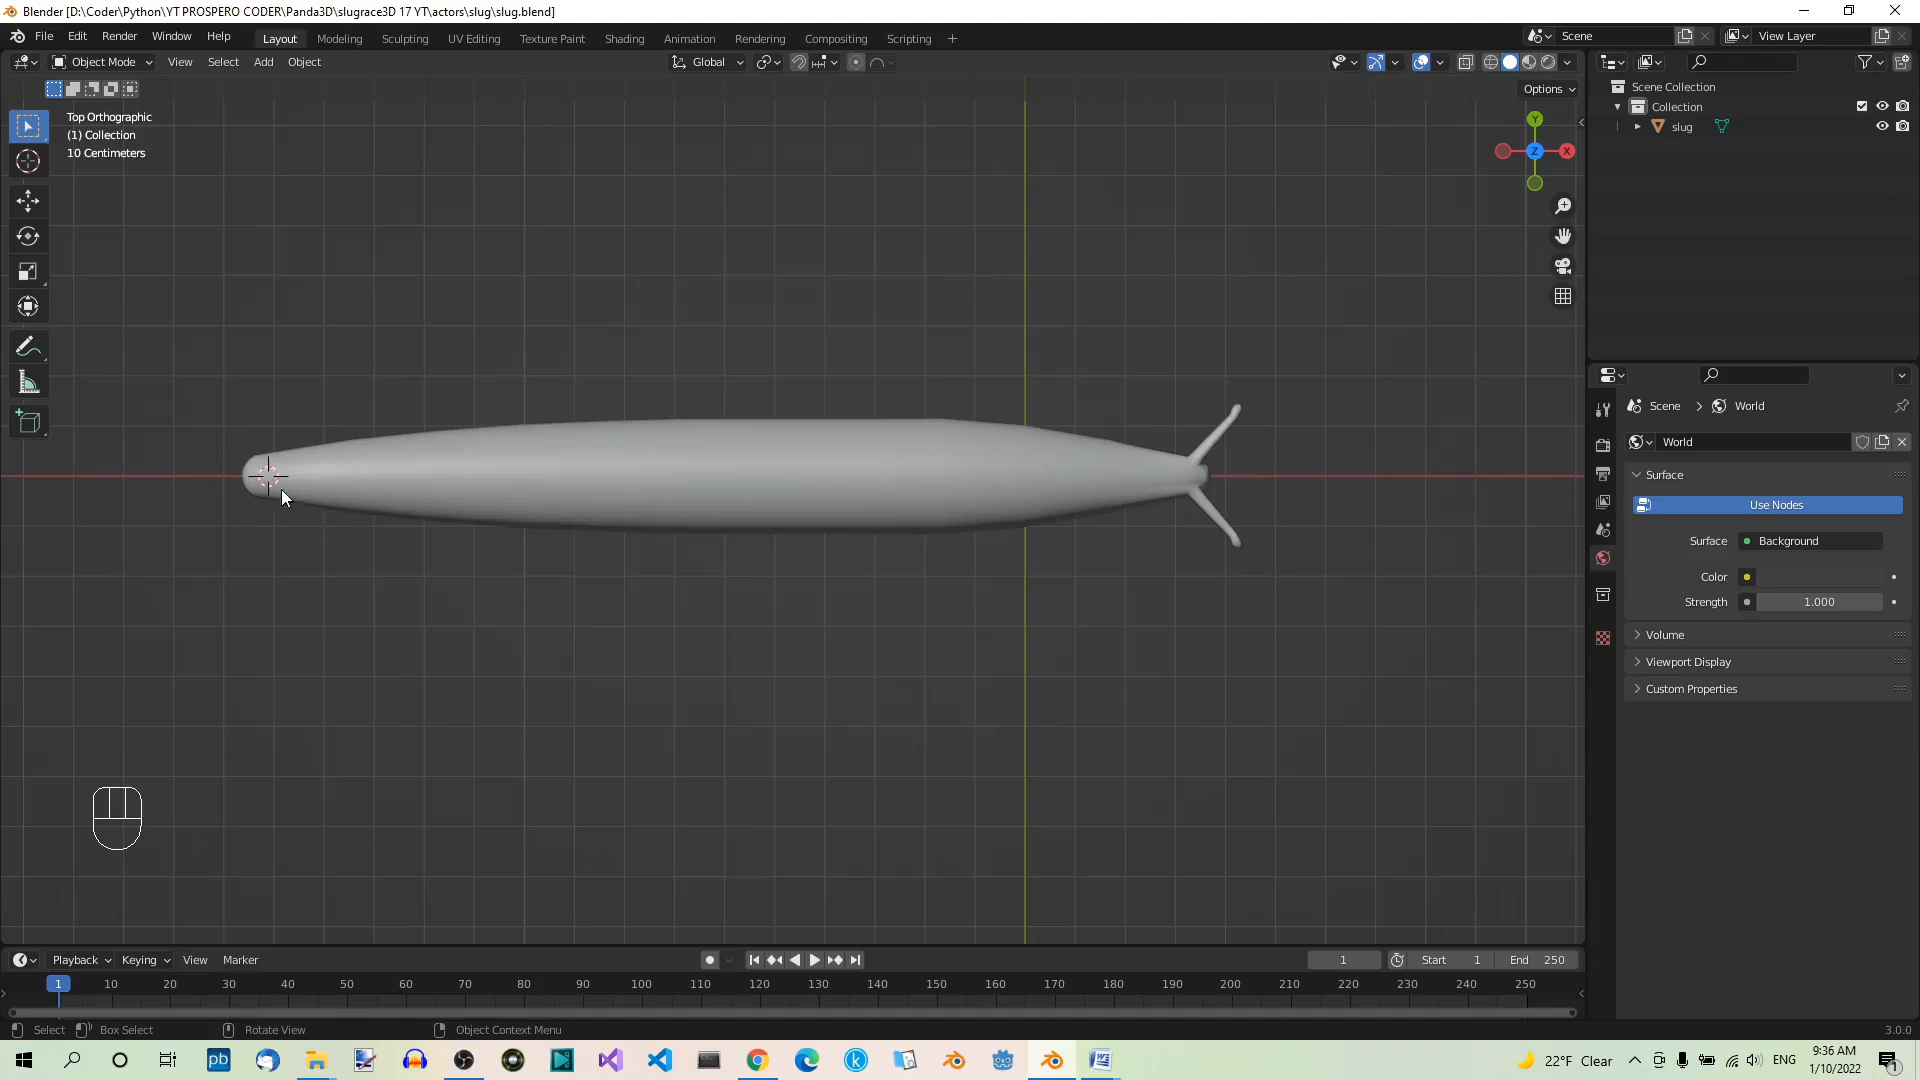 Blender [D:\Coder\Python\YT PROSPERO CODER\Panda3D\slugrace3D 17 YT\actors\slug\slug.blend]
File Edit Render Window Help Layout Modeling Sculpting UV Editing Texture Paint Shading Animation Rendering Compositing Scripting + Scene View Layer
Object Mode View Select Add Object Global
Options
Top Orthographic
(1) Collection
10 Centimeters
Y
Z X
Scene Collection
Collection
slug
Scene > World
World
Surface
Use Nodes
Surface Background
Color
Strength 1.000
Volume
Viewport Display
Custom Properties
Playback Keying View Marker 1 Start 1 End 250
1 10 20 30 40 50 60 70 80 90 100 110 120 130 140 150 160 170 180 190 200 210 220 230 240 250
Select Box Select Rotate View Object Context Menu 3.0.0
pb 22°F Clear ENG 9:36 AM
1/10/2022 1